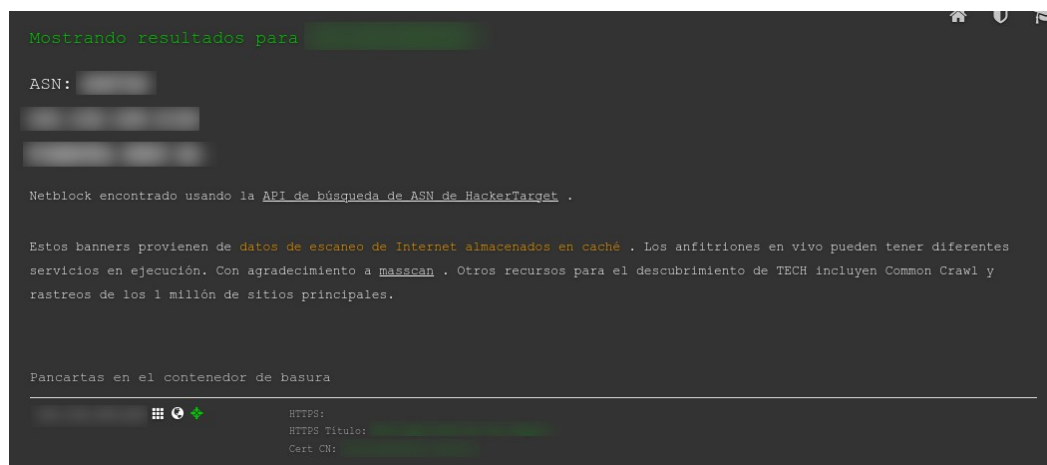 Mostrando resultados para
ASN:
Netblock encontrado usando la API de búsqueda de ASN de HackerTarget .
Estos banners provienen de datos de escaneo de Internet almacenados en caché . Los anfitriones en vivo pueden tener diferentes
servicios en ejecución. Con agradecimiento a masscan . Otros recursos para el descubrimiento de TECH incluyen Common Crawl y
rastreos de los 1 millón de sitios principales.
Pancartas en el contenedor de basura
HTTPS:
HTTPS Título:
Cert CN: